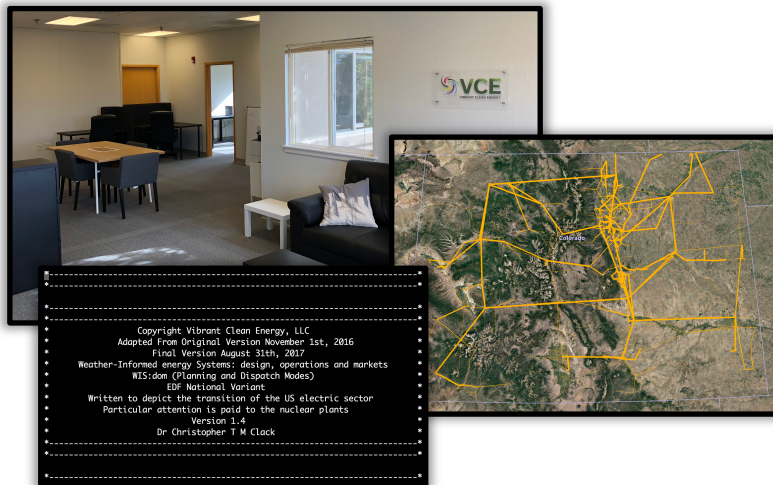 VCE
VIBRANT CLEAN ENERGY
Colorado
*------------------------------------------------------------------------*
*------------------------------------------------------------------------*
*------------------------------------------------------------------------*
*------------------------------------------------------------------------*
* Copyright Vibrant Clean Energy, LLC *
* Adapted From Original Version November 1st, 2016 *
* Final Version August 31th, 2017 *
* Weather-Informed energy Systems: design, operations and markets *
* WIS:dom (Planning and Dispatch Modes) *
* EDF National Variant *
* Written to depict the transition of the US electric sector *
* Particular attention is paid to the nuclear plants *
* Version 1.4 *
* Dr Christopher T M Clack *
*------------------------------------------------------------------------*
*------------------------------------------------------------------------*
*------------------------------------------------------------------------*